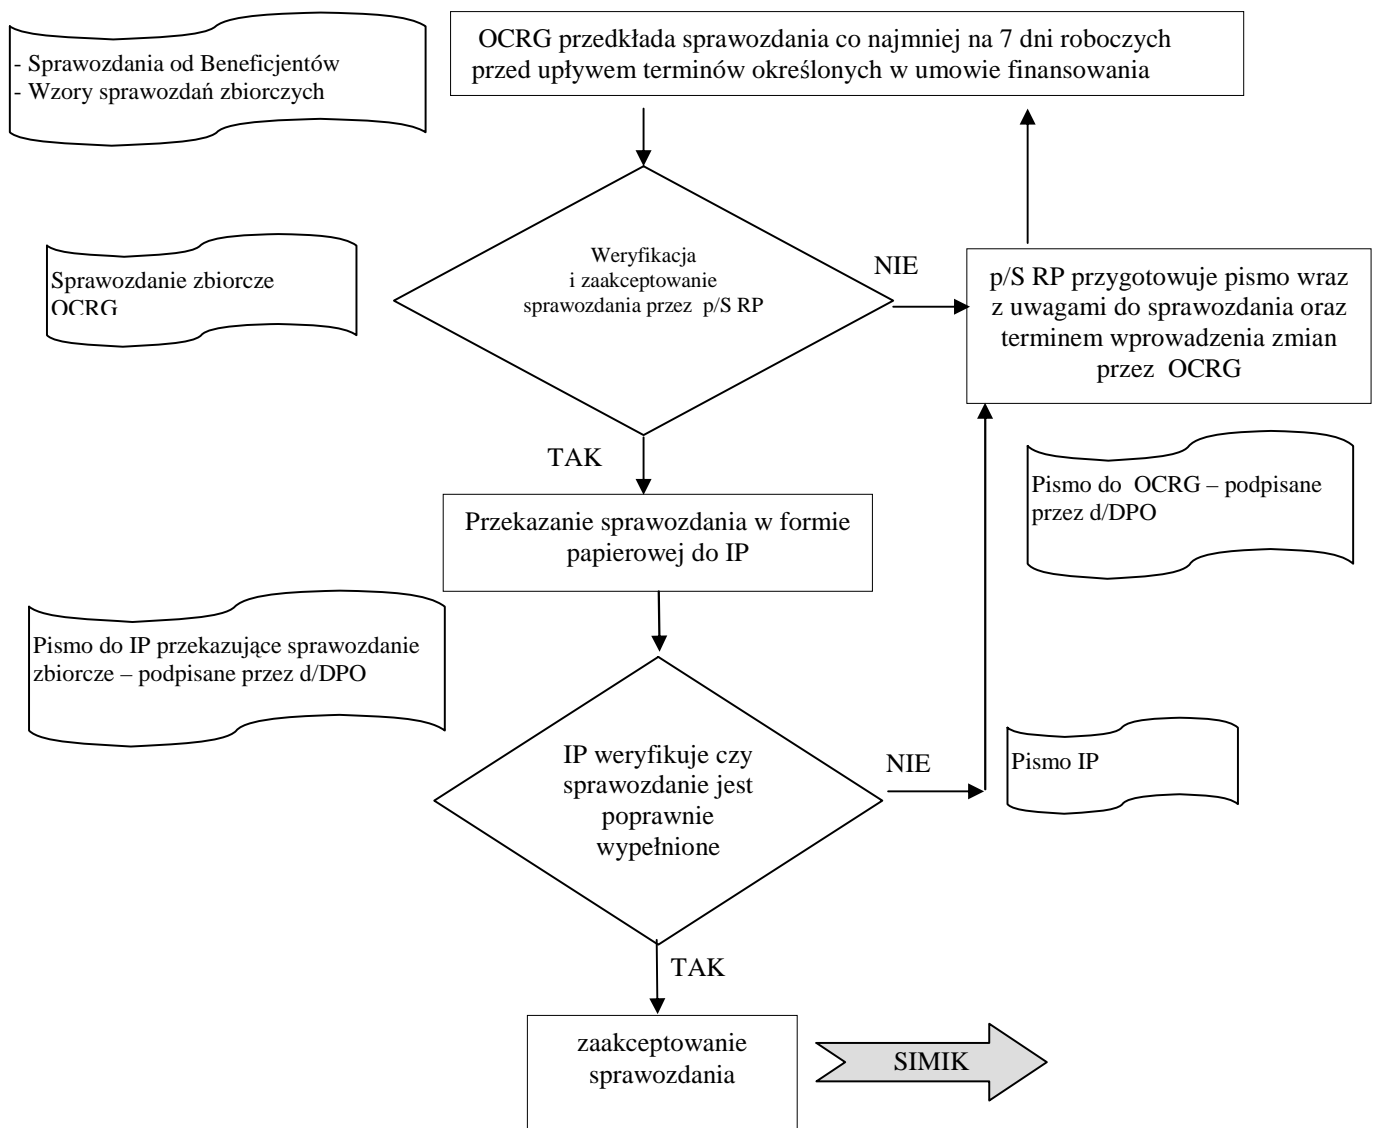 OCRG przedkłada sprawozdania co najmniej na 7 dni roboczych
przed upływem terminów określonych w umowie finansowania
- Sprawozdania od Beneficjentów
- Wzory sprawozdań zbiorczych
Weryfikacja
i zaakceptowanie
sprawozdania przez p/S RP
NIE
Sprawozdanie zbiorcze
OCRG
p/S RP przygotowuje pismo wraz
z uwagami do sprawozdania oraz
terminem wprowadzenia zmian
przez OCRG
TAK
Pismo do OCRG – podpisane
przez d/DPO
Przekazanie sprawozdania w formie
papierowej do IP
Pismo do IP przekazujące sprawozdanie
zbiorcze – podpisane przez d/DPO
IP weryfikuje czy
sprawozdanie jest
poprawnie
wypełnione
NIE
Pismo IP
TAK
zaakceptowanie
sprawozdania
SIMIK